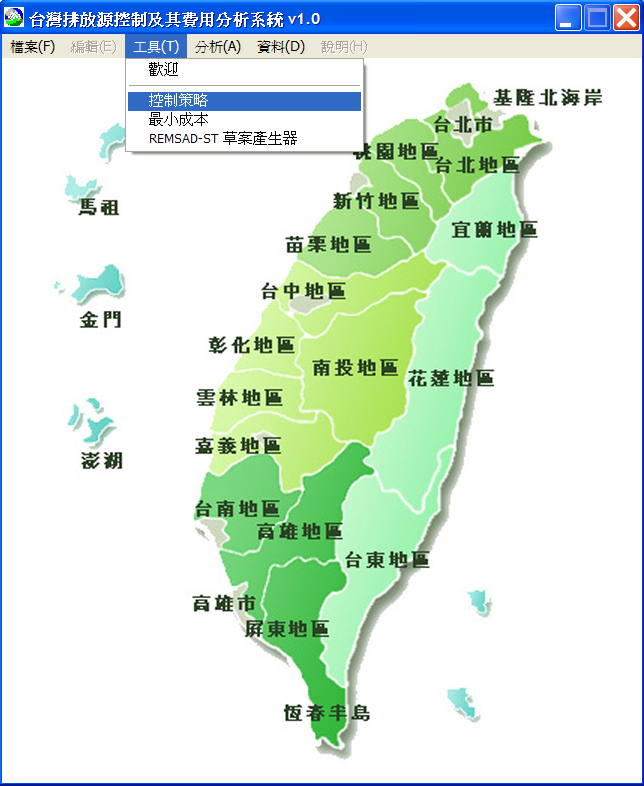 台灣排放源控制及其費用分析系統 v1.0
檔案(F) 編輯(E) 工具(T) 分析(A) 資料(D) 說明(H)
歡迎
控制策略
最小成本
REMSAD-ST 草案產生器
基隆北海岸
台北市
桃園地區
台北地區
新竹地區
馬祖
宜蘭地區
苗栗地區
台中地區
金門
彰化地區
南投地區
花蓮地區
雲林地區
嘉義地區
澎湖
台南地區
高雄地區
台東地區
高雄市
屏東地區
恆春半島